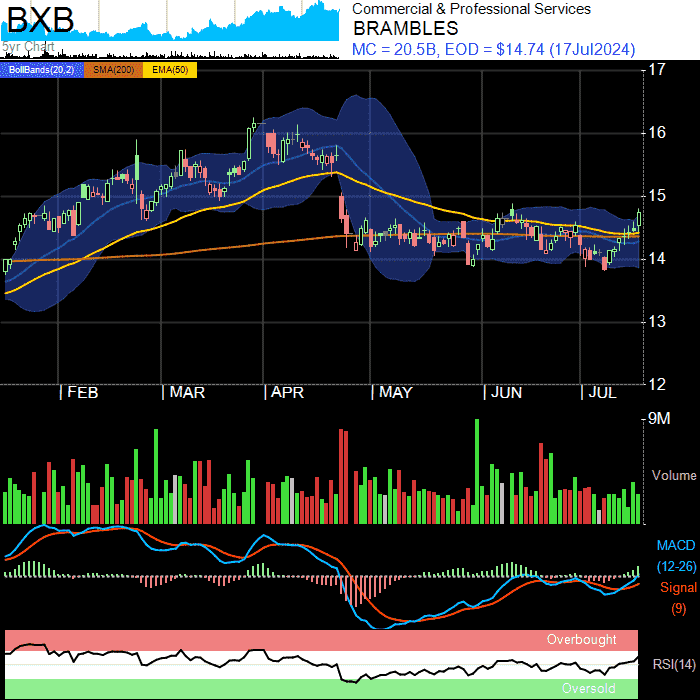 BXB
5yr Chart
Commercial & Professional Services
BRAMBLES
MC = 20.5B, EOD = $14.74 (17Jul2024)
BollBands(20,2) SMA(200) EMA(50)
17
16
15
14
13
12
FEB MAR APR MAY JUN JUL
9M
Volume
MACD
(12-26)
Signal
(9)
Overbought
RSI(14)
Oversold